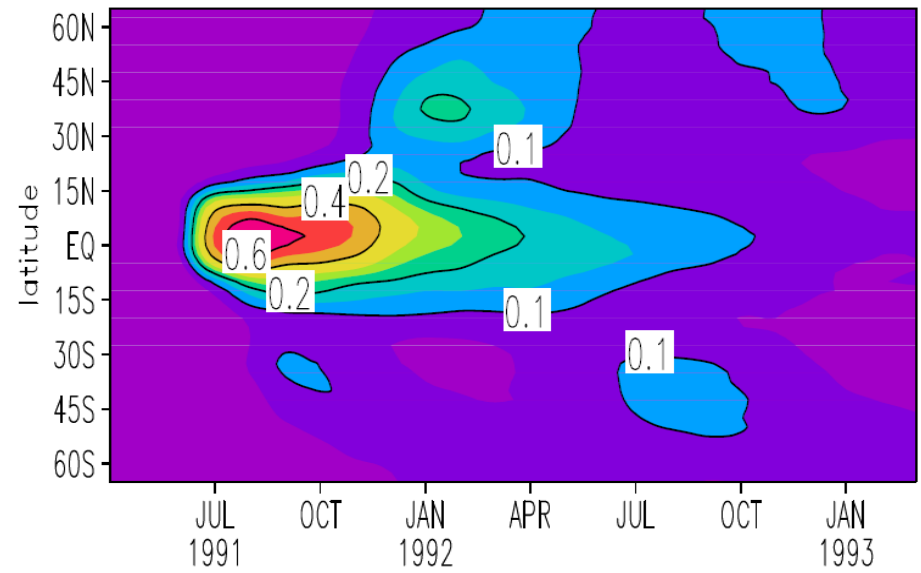 60N
45N
30N
15N
EQ
15S
30S
45S
60S
latitude
0.1
0.2
0.4
0.6
0.2
0.1
0.1
JUL OCT JAN APR JUL OCT JAN
1991 1992 1993